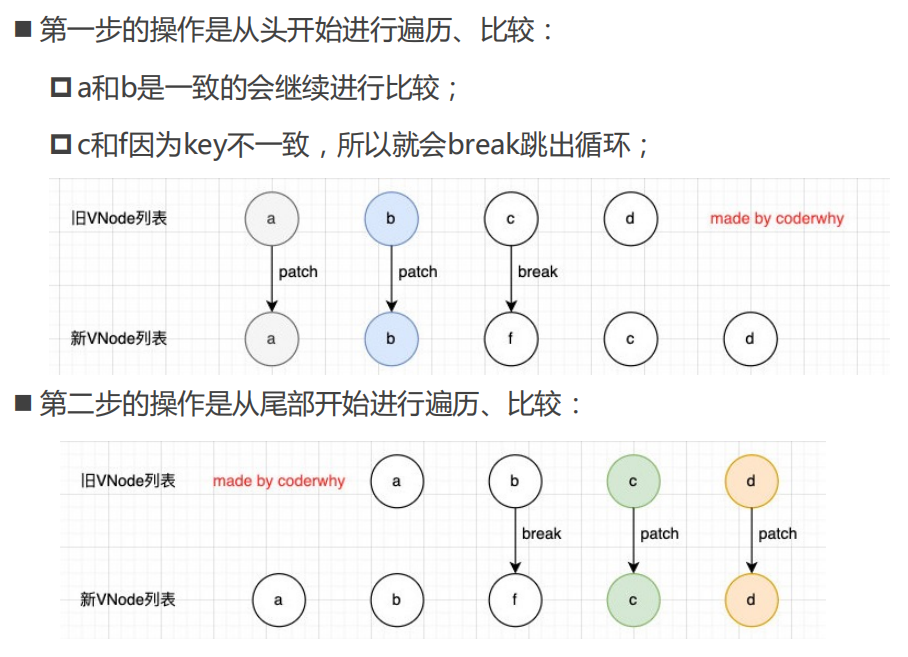 ■ 第一步的操作是从头开始进行遍历、比较：
a和b是一致的会继续进行比较；
c和f因为key不一致，所以就会break跳出循环；
旧VNode列表 a b c d made by coderwhy
patch patch break
新VNode列表 a b f c d
■ 第二步的操作是从尾部开始进行遍历、比较：
旧VNode列表 made by coderwhy a b c d
break patch patch
新VNode列表 a b f c d